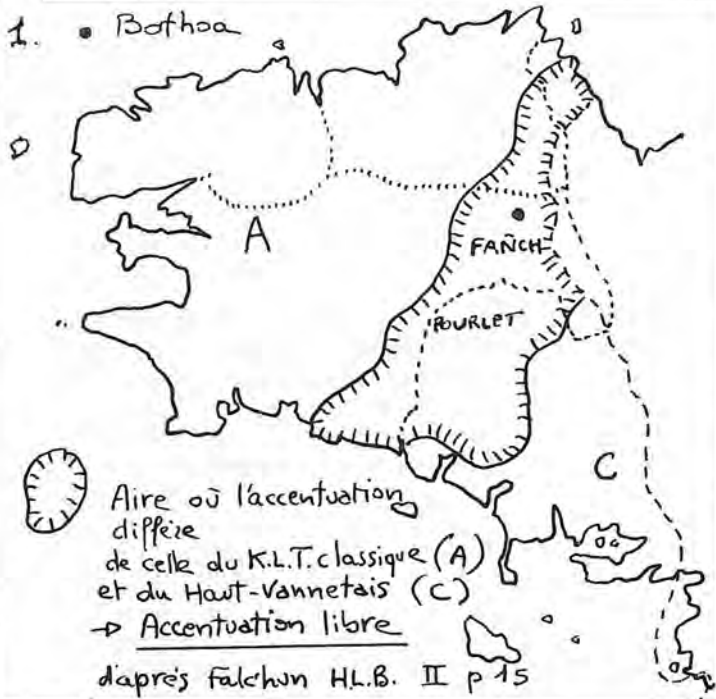 1. • Bothoa
A
FAÑCH
POURLET
C
Aire où l'accentuation
diffère
de celle du K.L.T. classique (A)
et du Haut-Vannetais (C)
→ Accentuation libre
d'après Falc'hun H.L.B. II p 15